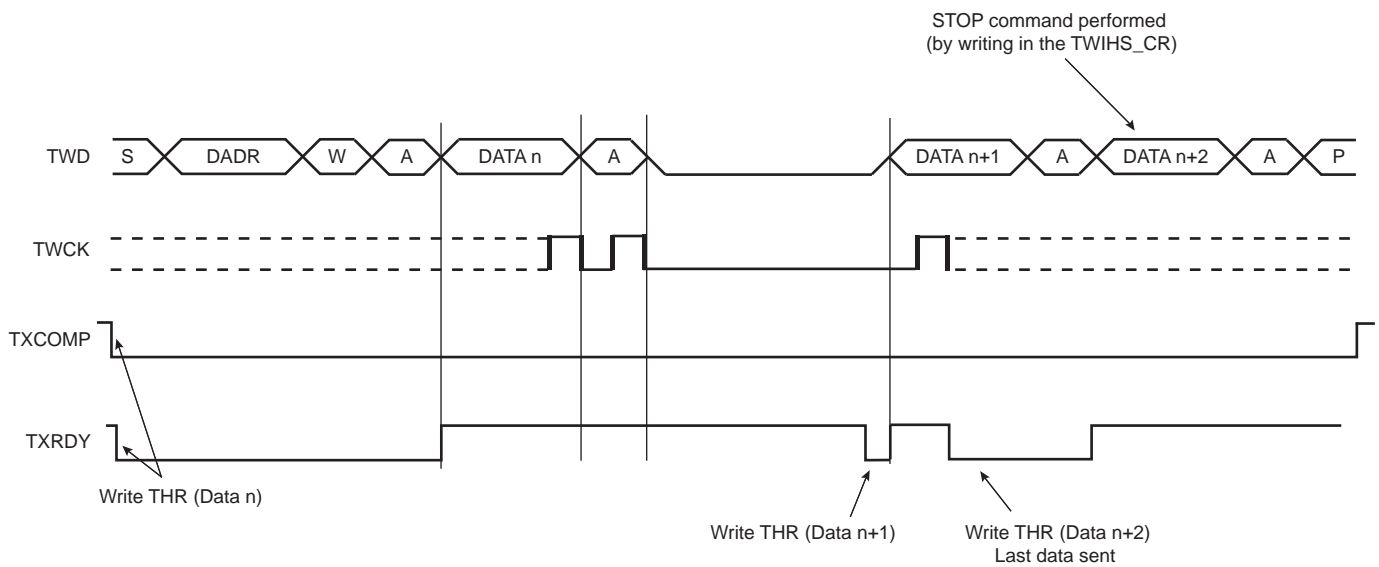 STOP command performed
(by writing in the TWIHS_CR)
TWD S DADR W A DATA n A DATA n+1 A DATA n+2 A P
TWCK
TXCOMP
TXRDY
Write THR (Data n)
Write THR (Data n+1) Write THR (Data n+2)
Last data sent